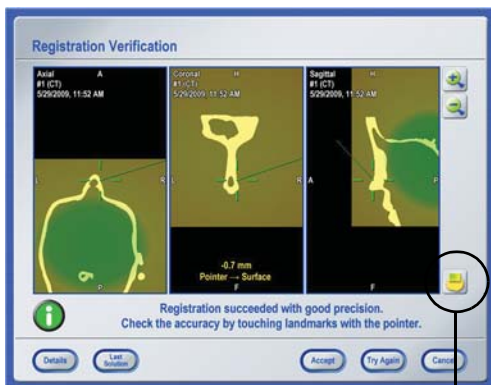 Registration Verification
Axial
A
#1 (CT)
5/29/2009, 11:52 AM
L
R
P
Coronal
H
#1 (CT)
5/29/2009, 11:52 AM
L
R
-0.7 mm
Pointer → Surface
F
Sagittal
H
#1 (CT)
5/29/2009, 11:52 AM
A
P
F
Registration succeeded with good precision.
Check the accuracy by touching landmarks with the pointer.
Details
Last
Solution
Accept
Try Again
Cancel